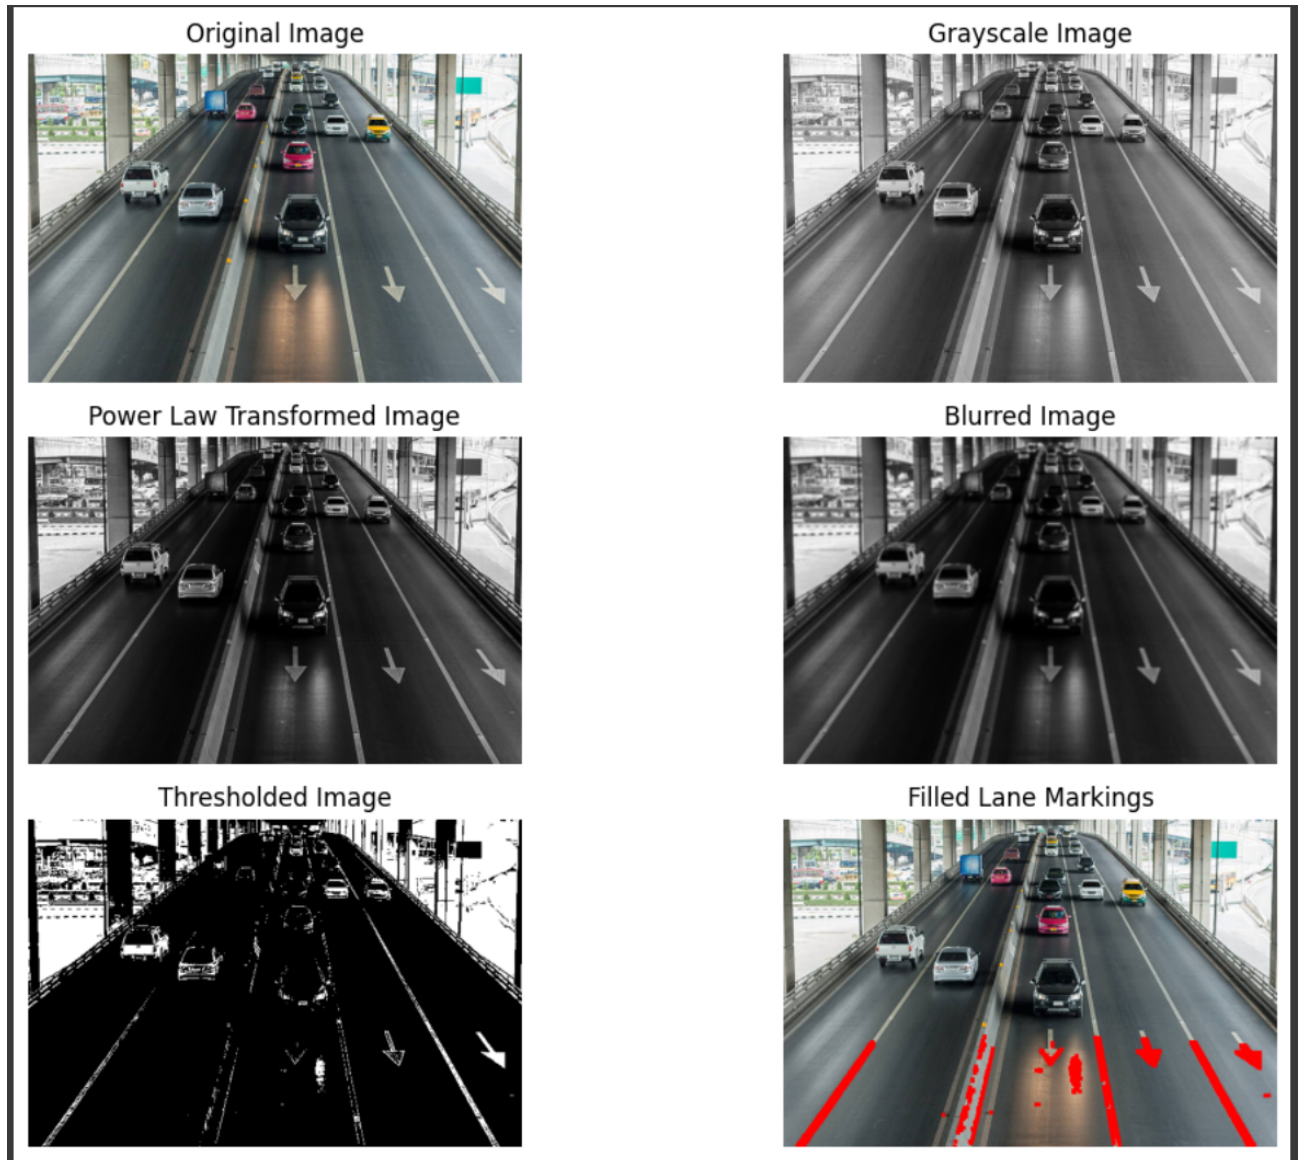 Original Image
Grayscale Image
Power Law Transformed Image
Blurred Image
Thresholded Image
Filled Lane Markings